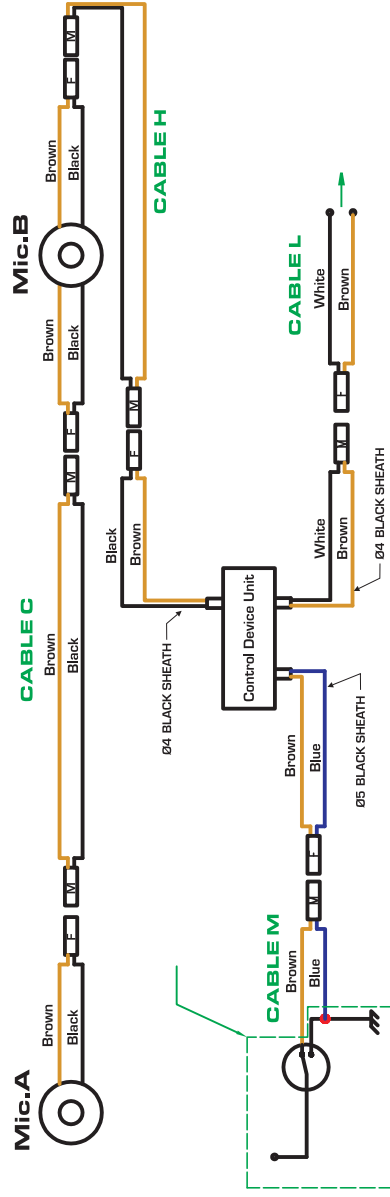 Mic.A
Brown
Black
F
M
CABLE C
Brown
Black
M
F
Brown
Black
Mic.B
Brown
Black
F
M
CABLE H
M
F
Black
Brown
Ø4 BLACK SHEATH
Control Device Unit
CABLE M
Brown
Blue
M
F
Brown
Blue
Ø5 BLACK SHEATH
White
Brown
Ø4 BLACK SHEATH
M
F
CABLE L
White
Brown